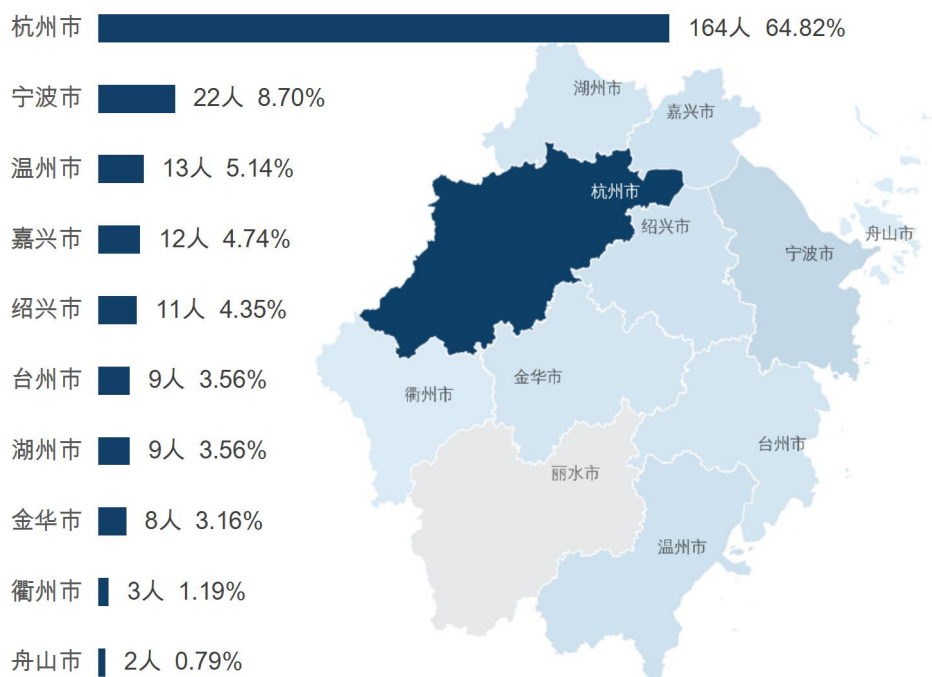 杭州市 164人 64.82%
宁波市 22人 8.70%
温州市 13人 5.14%
嘉兴市 12人 4.74%
绍兴市 11人 4.35%
台州市 9人 3.56%
湖州市 9人 3.56%
金华市 8人 3.16%
衢州市 3人 1.19%
舟山市 2人 0.79%
湖州市
嘉兴市
杭州市
绍兴市
舟山市
宁波市
金华市
衢州市
台州市
丽水市
温州市